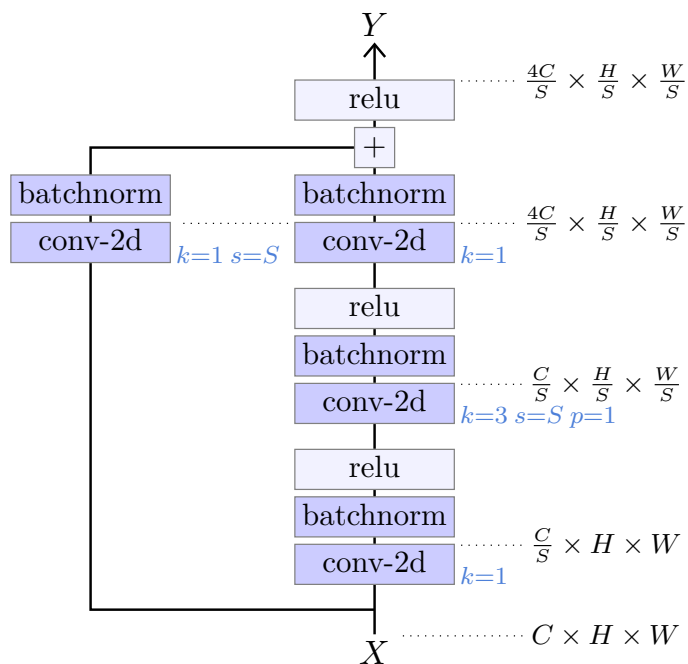 Y
relu
4C/S × H/S × W/S
+
batchnorm
batchnorm
conv-2d
k=1 s=S
conv-2d
k=1
4C/S × H/S × W/S
relu
batchnorm
conv-2d
k=3 s=S p=1
C/S × H/S × W/S
relu
batchnorm
conv-2d
k=1
C/S × H × W
X
C × H × W